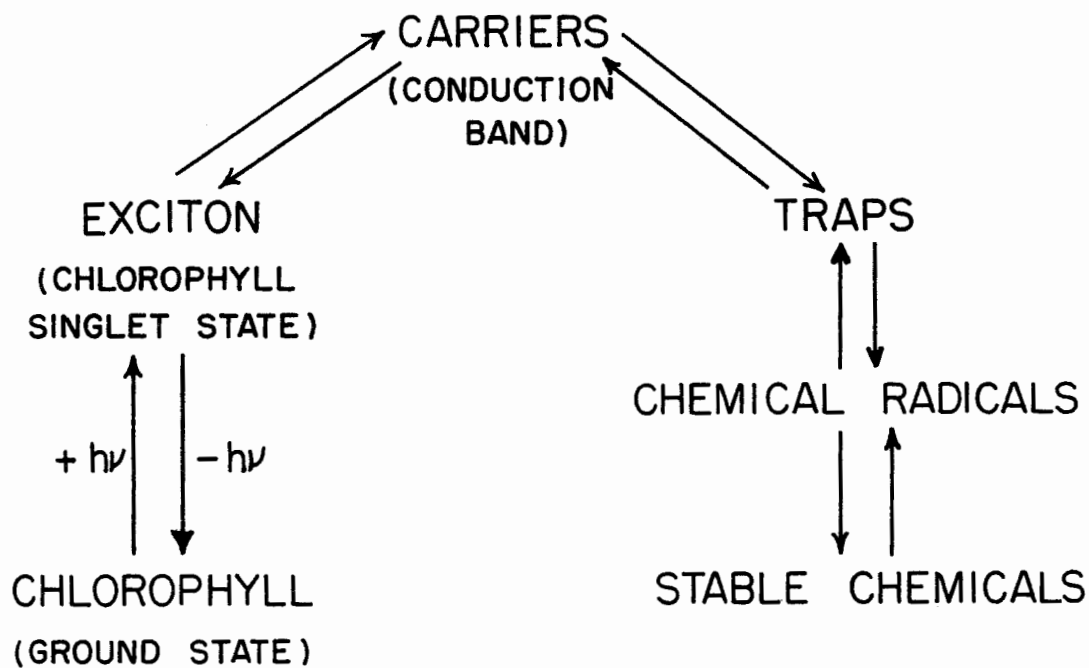 CARRIERS
(CONDUCTION
BAND)
EXCITON
(CHLOROPHYLL
SINGLET STATE)
TRAPS
CHEMICAL RADICALS
+ hν
− hν
CHLOROPHYLL
(GROUND STATE)
STABLE CHEMICALS